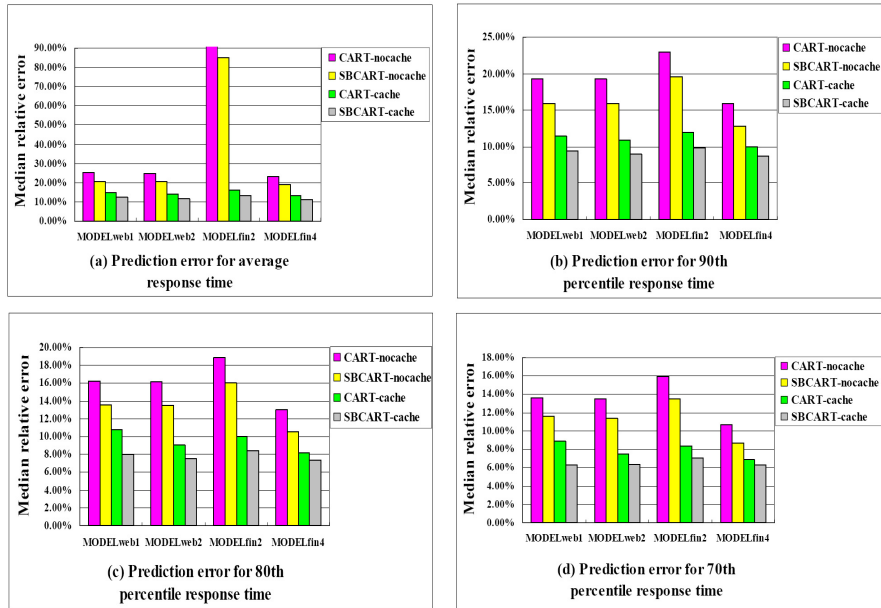 90.00%
80.00%
70.00%
60.00%
50.00%
40.00%
30.00%
20.00%
10.00%
0.00%
Median relative error
CART-nocache
SBCART-nocache
CART-cache
SBCART-cache
MODELweb1 MODELweb2 MODELfin2 MODELfin4
(a) Prediction error for average
response time
25.00%
20.00%
15.00%
10.00%
5.00%
0.00%
Median relative error
CART-nocache
SBCART-nocache
CART-cache
SBCART-cache
MODELweb1 MODELweb2 MODELfin2 MODELfin4
(b) Prediction error for 90th
percentile response time
20.00%
18.00%
16.00%
14.00%
12.00%
10.00%
8.00%
6.00%
4.00%
2.00%
0.00%
Median relative error
CART-nocache
SBCART-nocache
CART-cache
SBCART-cache
MODELweb1 MODELweb2 MODELfin2 MODELfin4
(c) Prediction error for 80th
percentile response time
18.00%
16.00%
14.00%
12.00%
10.00%
8.00%
6.00%
4.00%
2.00%
0.00%
Median relative error
CART-nocache
SBCART-nocache
CART-cache
SBCART-cache
MODELweb1 MODELweb2 MODELfin2 MODELfin4
(d) Prediction error for 70th
percentile response time